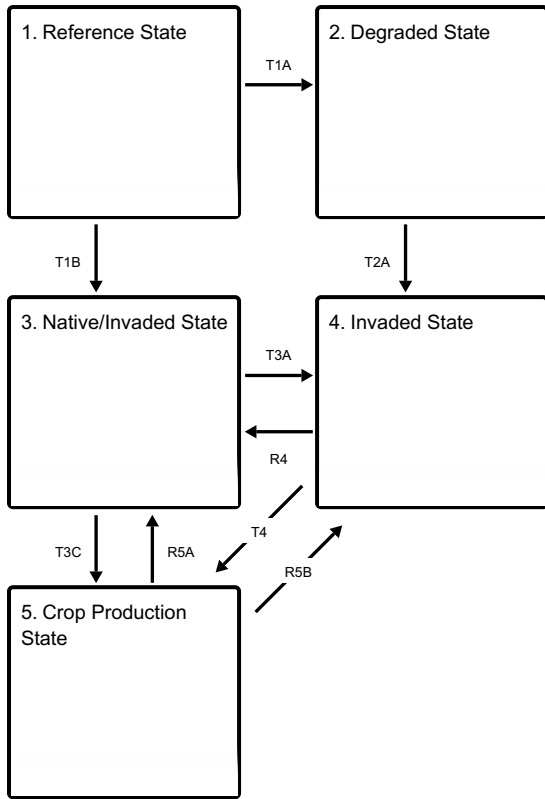 1. Reference State
2. Degraded State
T1A
T1B
T2A
3. Native/Invaded State
4. Invaded State
T3A
R4
T4
T3C
R5A
R5B
5. Crop Production
State